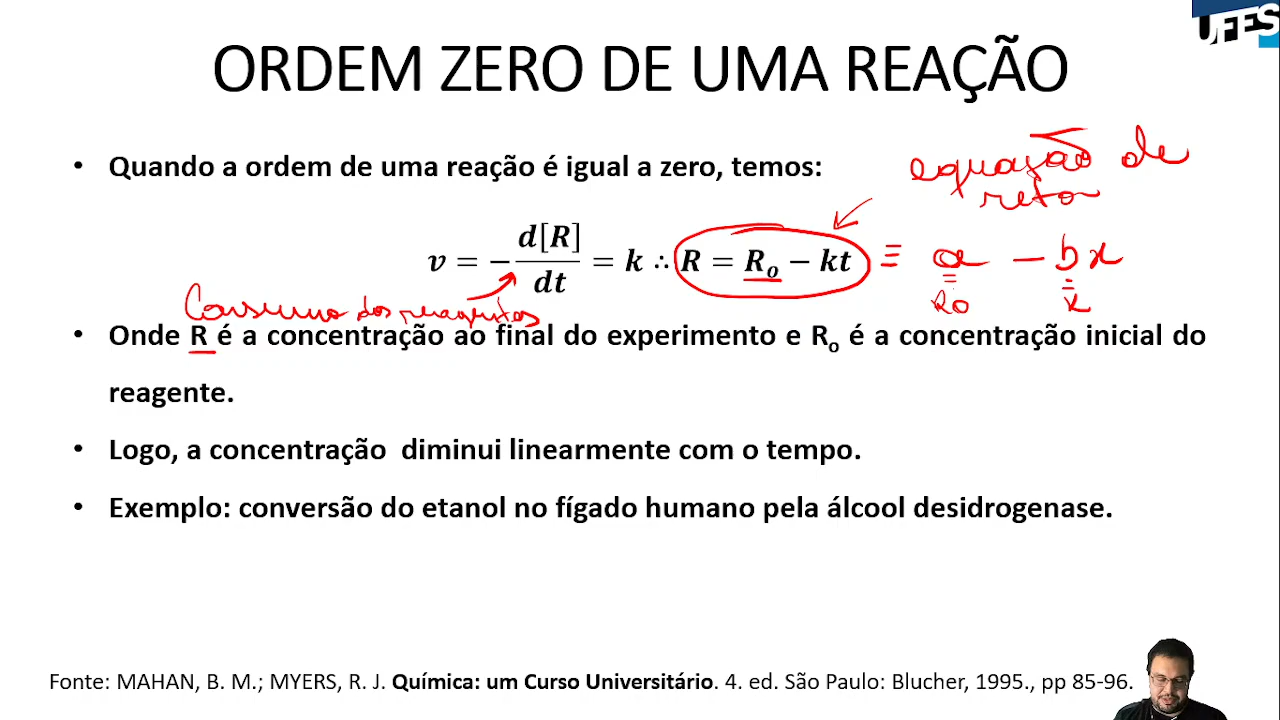 UFES
ORDEM ZERO DE UMA REAÇÃO
• Quando a ordem de uma reação é igual a zero, temos:
equação de
retor
v = −d[R]/dt = k ∴ R = Rₒ − kt ≡ a − bx
R0 k
Consumo dos reagentes
• Onde R é a concentração ao final do experimento e Rₒ é a concentração inicial do
reagente.
• Logo, a concentração diminui linearmente com o tempo.
• Exemplo: conversão do etanol no fígado humano pela álcool desidrogenase.
Fonte: MAHAN, B. M.; MYERS, R. J. Química: um Curso Universitário. 4. ed. São Paulo: Blucher, 1995., pp 85-96.